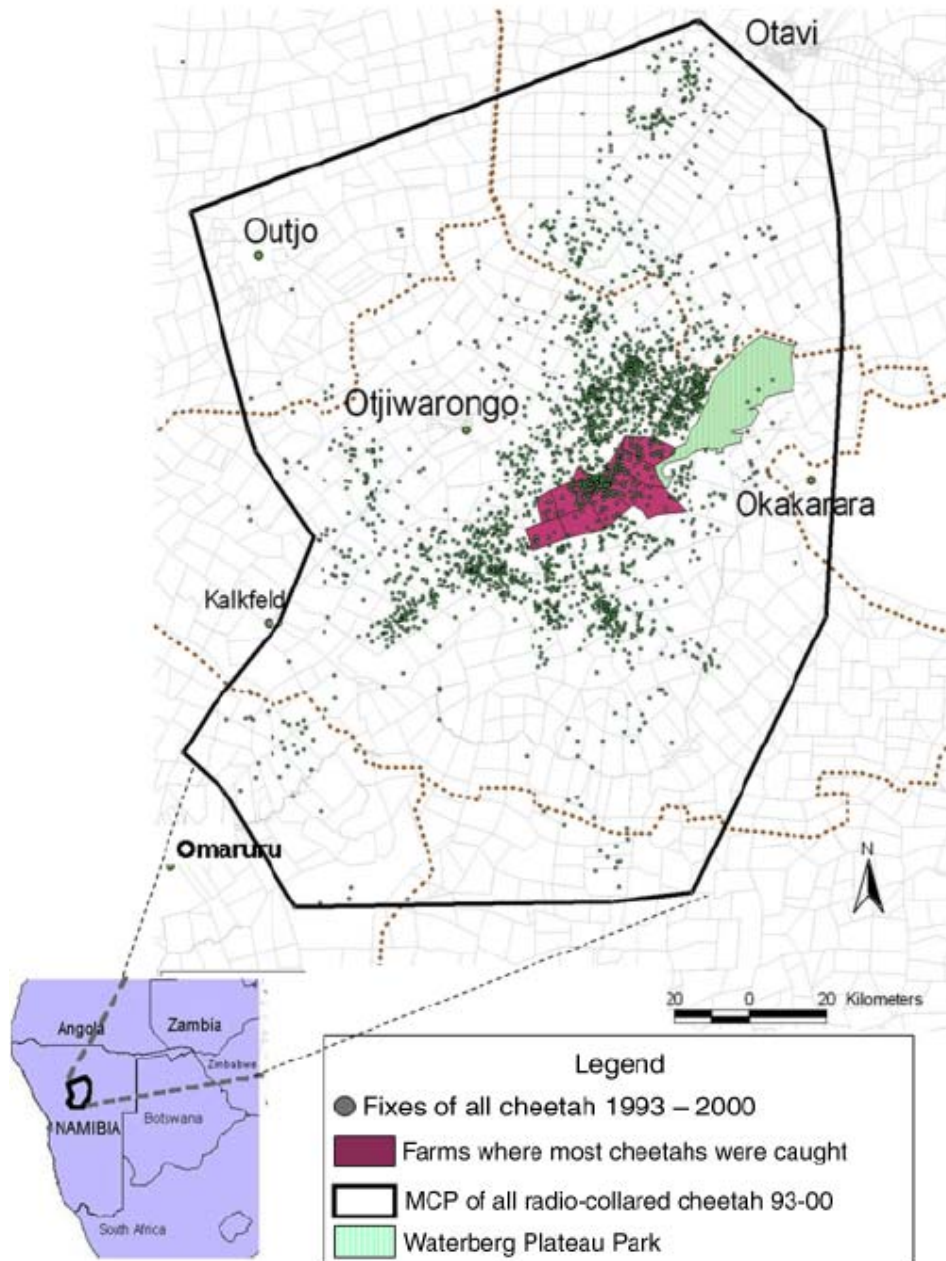 Otavi
Outjo
Otjiwarongo
Okakarara
Kalkfeld
Omaruru
N
20 0 20 Kilometers
Angola
Zambia
Zimbabwe
NAMIBIA
Botswana
South Africa
Legend
Fixes of all cheetah 1993 – 2000
Farms where most cheetahs were caught
MCP of all radio-collared cheetah 93-00
Waterberg Plateau Park